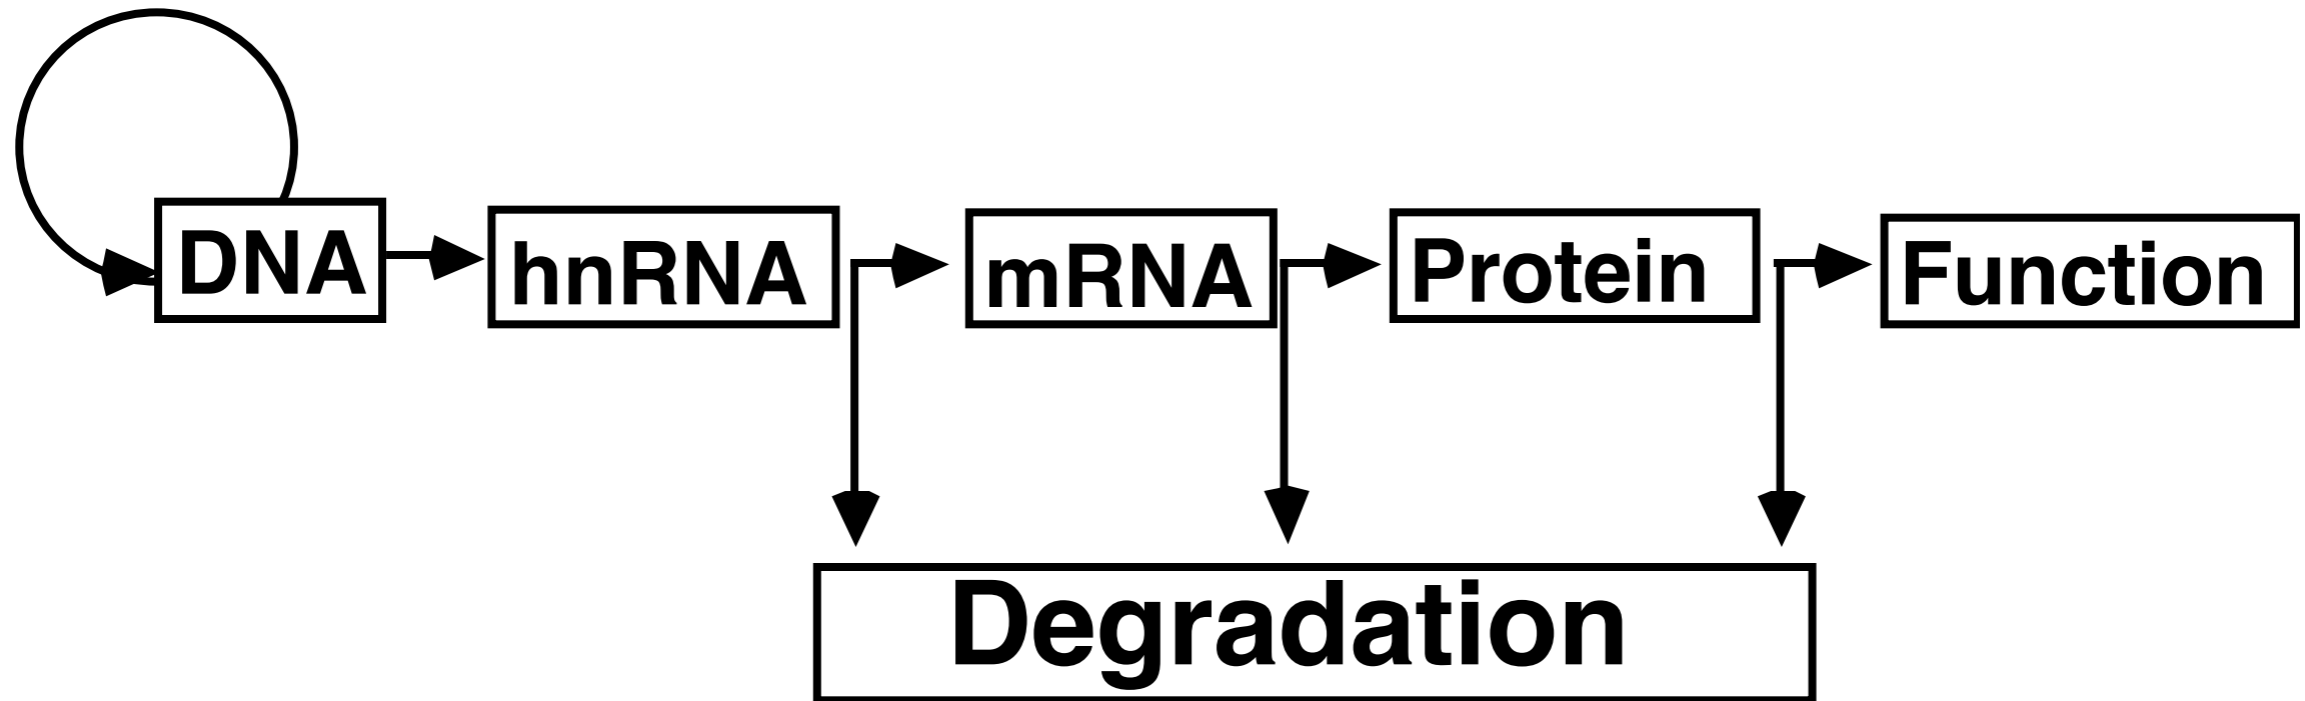 DNA
hnRNA
mRNA
Protein
Function
Degradation